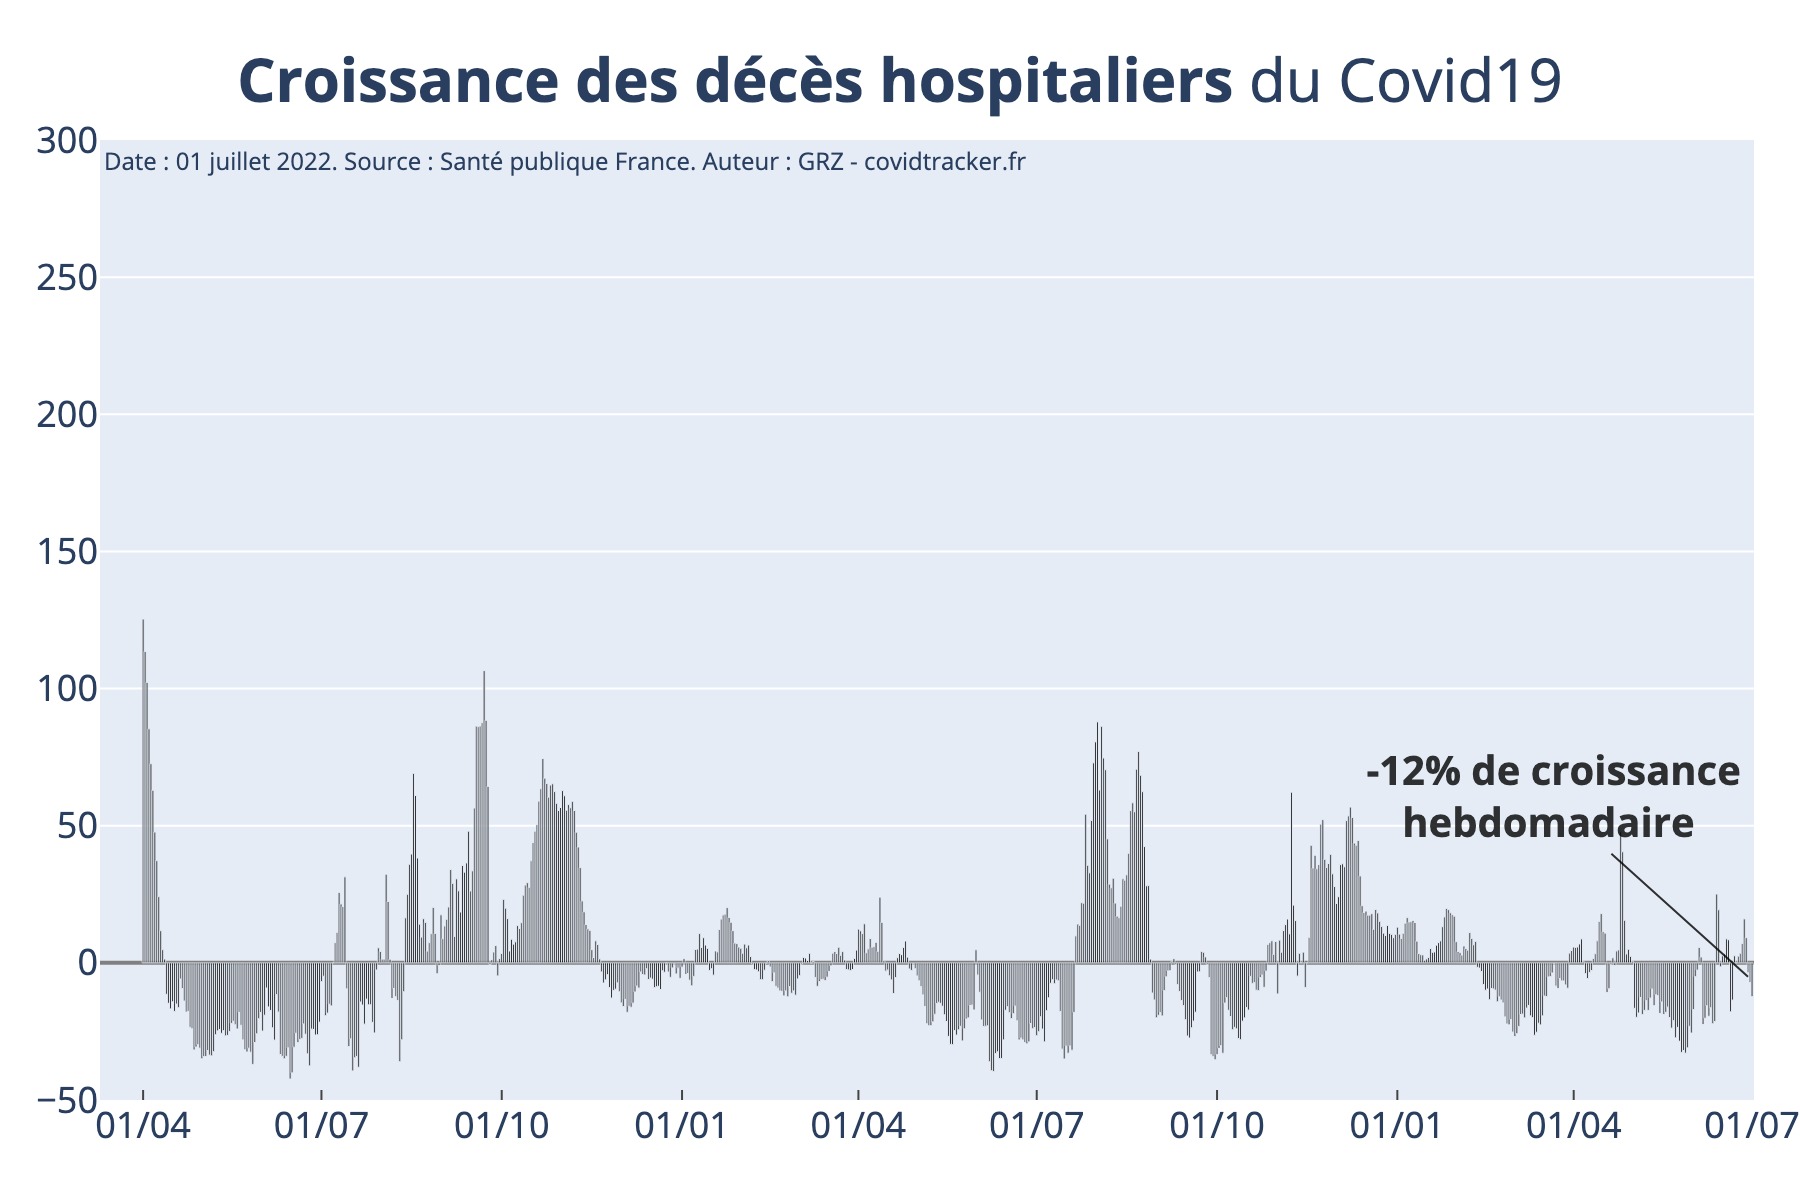 Croissance des décès hospitaliers du Covid19
Date : 01 juillet 2022. Source : Santé publique France. Auteur : GRZ - covidtracker.fr
300
250
200
150
100
50
0
−50
-12% de croissance
hebdomadaire
01/04 01/07 01/10 01/01 01/04 01/07 01/10 01/01 01/04 01/07